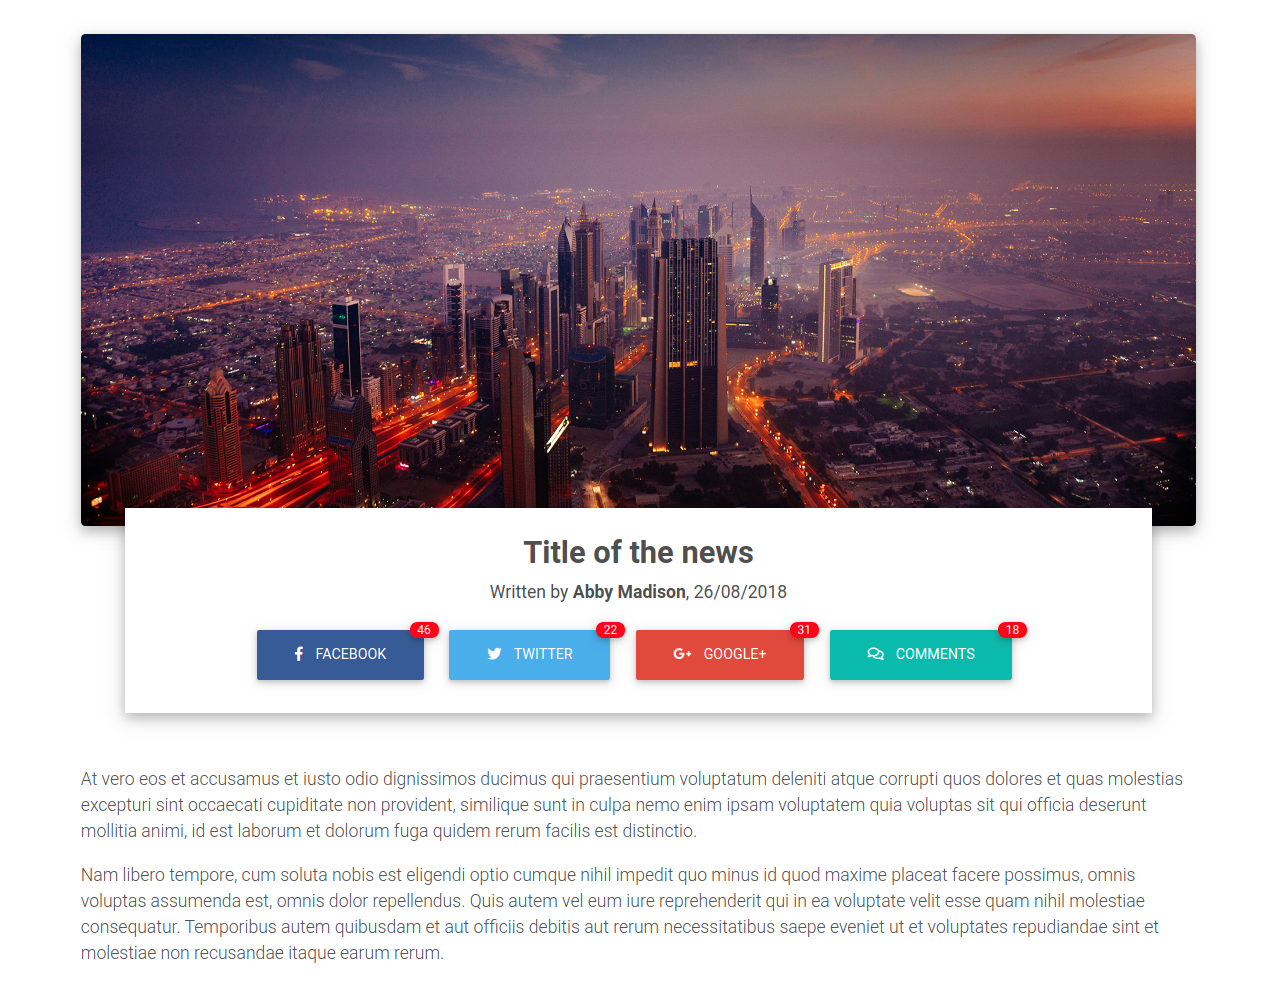 Title of the news
Written by Abby Madison, 26/08/2018
46 22 31 18
FACEBOOK TWITTER GOOGLE+ COMMENTS
At vero eos et accusamus et iusto odio dignissimos ducimus qui praesentium voluptatum deleniti atque corrupti quos dolores et quas molestias
excepturi sint occaecati cupiditate non provident, similique sunt in culpa nemo enim ipsam voluptatem quia voluptas sit qui officia deserunt
mollitia animi, id est laborum et dolorum fuga quidem rerum facilis est distinctio.
Nam libero tempore, cum soluta nobis est eligendi optio cumque nihil impedit quo minus id quod maxime placeat facere possimus, omnis
voluptas assumenda est, omnis dolor repellendus. Quis autem vel eum iure reprehenderit qui in ea voluptate velit esse quam nihil molestiae
consequatur. Temporibus autem quibusdam et aut officiis debitis aut rerum necessitatibus saepe eveniet ut et voluptates repudiandae sint et
molestiae non recusandae itaque earum rerum.